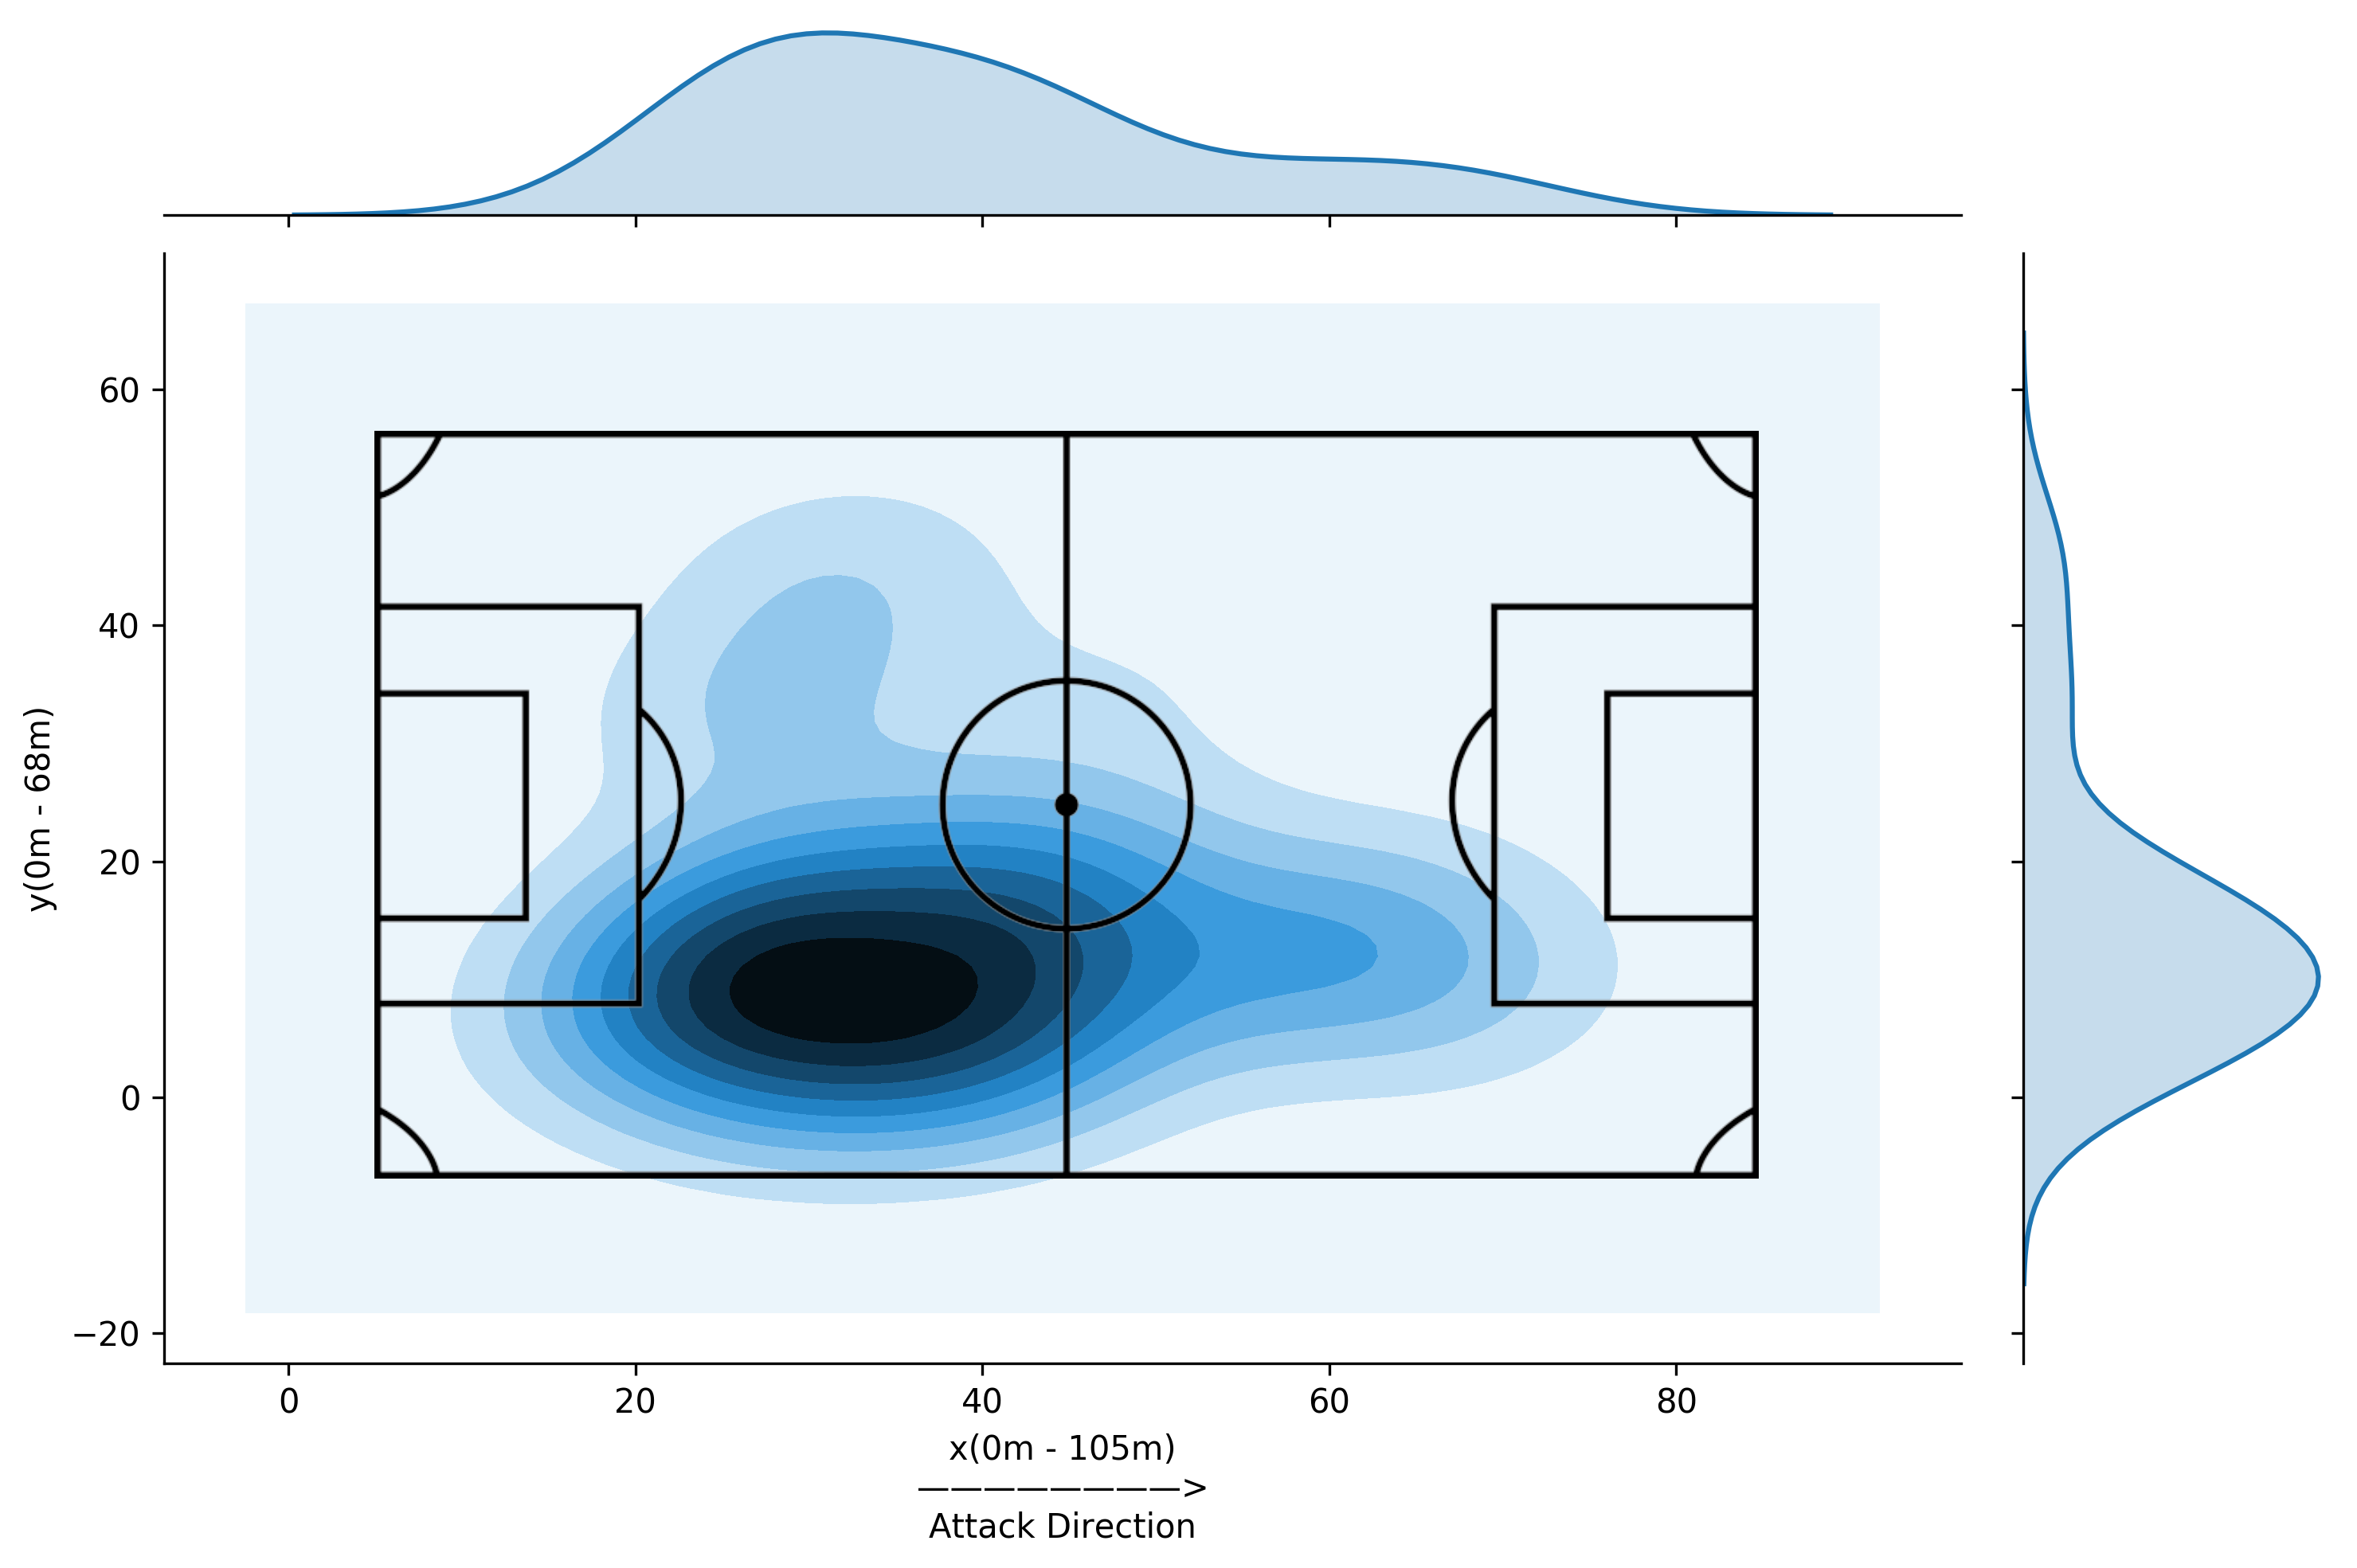 60
40
20
0
−20
y(0m - 68m)
0 20 40 60 80
x(0m - 105m)
————————>
Attack Direction